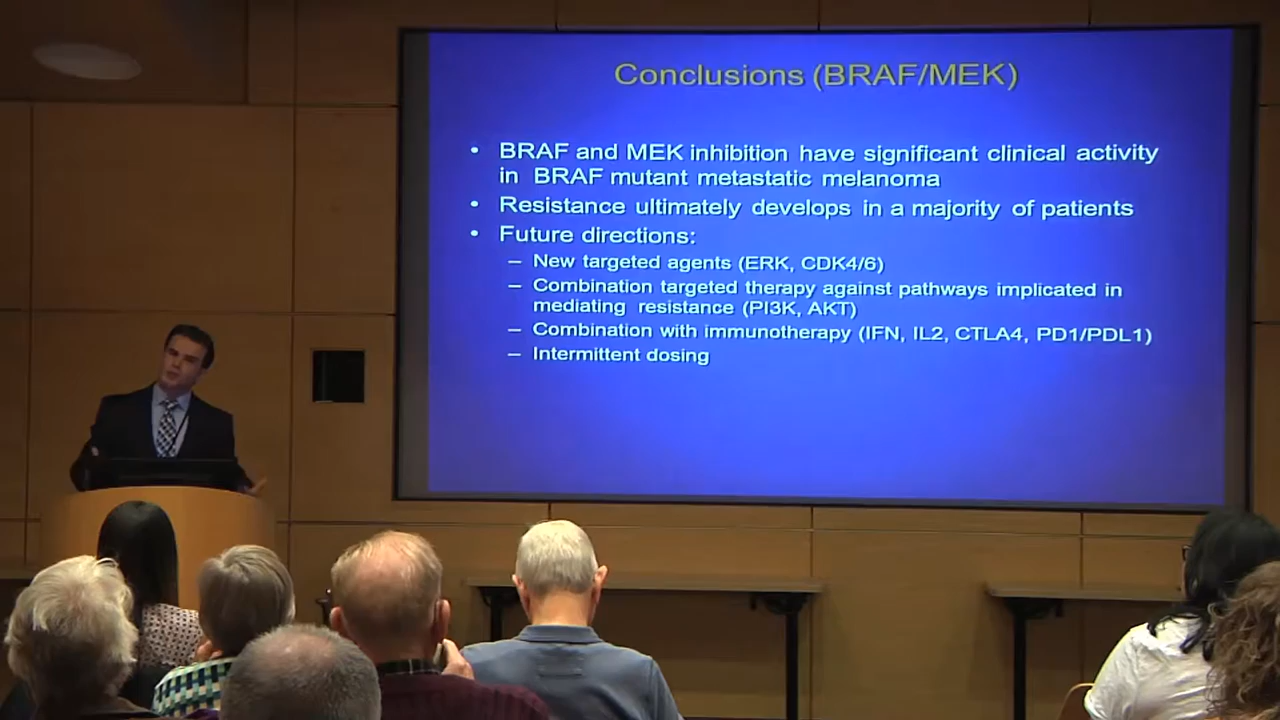 Conclusions (BRAF/MEK)
• BRAF and MEK inhibition have significant clinical activity
in BRAF mutant metastatic melanoma
• Resistance ultimately develops in a majority of patients
• Future directions:
– New targeted agents (ERK, CDK4/6)
– Combination targeted therapy against pathways implicated in
mediating resistance (PI3K, AKT)
– Combination with immunotherapy (IFN, IL2, CTLA4, PD1/PDL1)
– Intermittent dosing